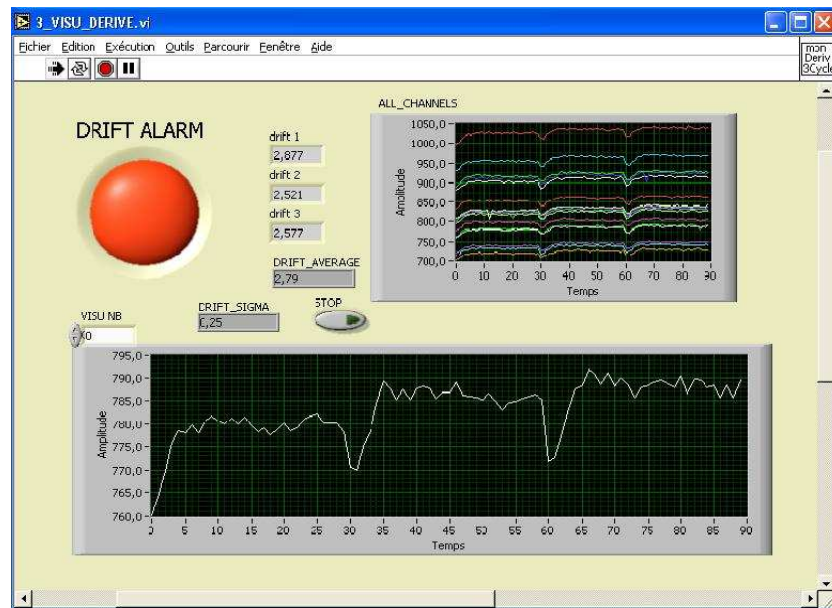 3_VISU_DERIVE.vi
Fichier Edition Exécution Outils Parcourir Fenêtre Aide
mon
Deriv
3Cycle
DRIFT ALARM
drift 1
2,877
drift 2
2,521
drift 3
2,577
DRIFT_AVERAGE
2,79
DRIFT_SIGMA
0,25
STOP
VISU NB
0
ALL_CHANNELS
Amplitude
1050,0
1000,0
950,0
900,0
850,0
800,0
750,0
700,0
0 10 20 30 40 50 60 70 80 90
Temps
Amplitude
795,0
790,0
785,0
780,0
775,0
770,0
765,0
760,0
0 5 10 15 20 25 30 35 40 45 50 55 60 65 70 75 80 85 90
Temps